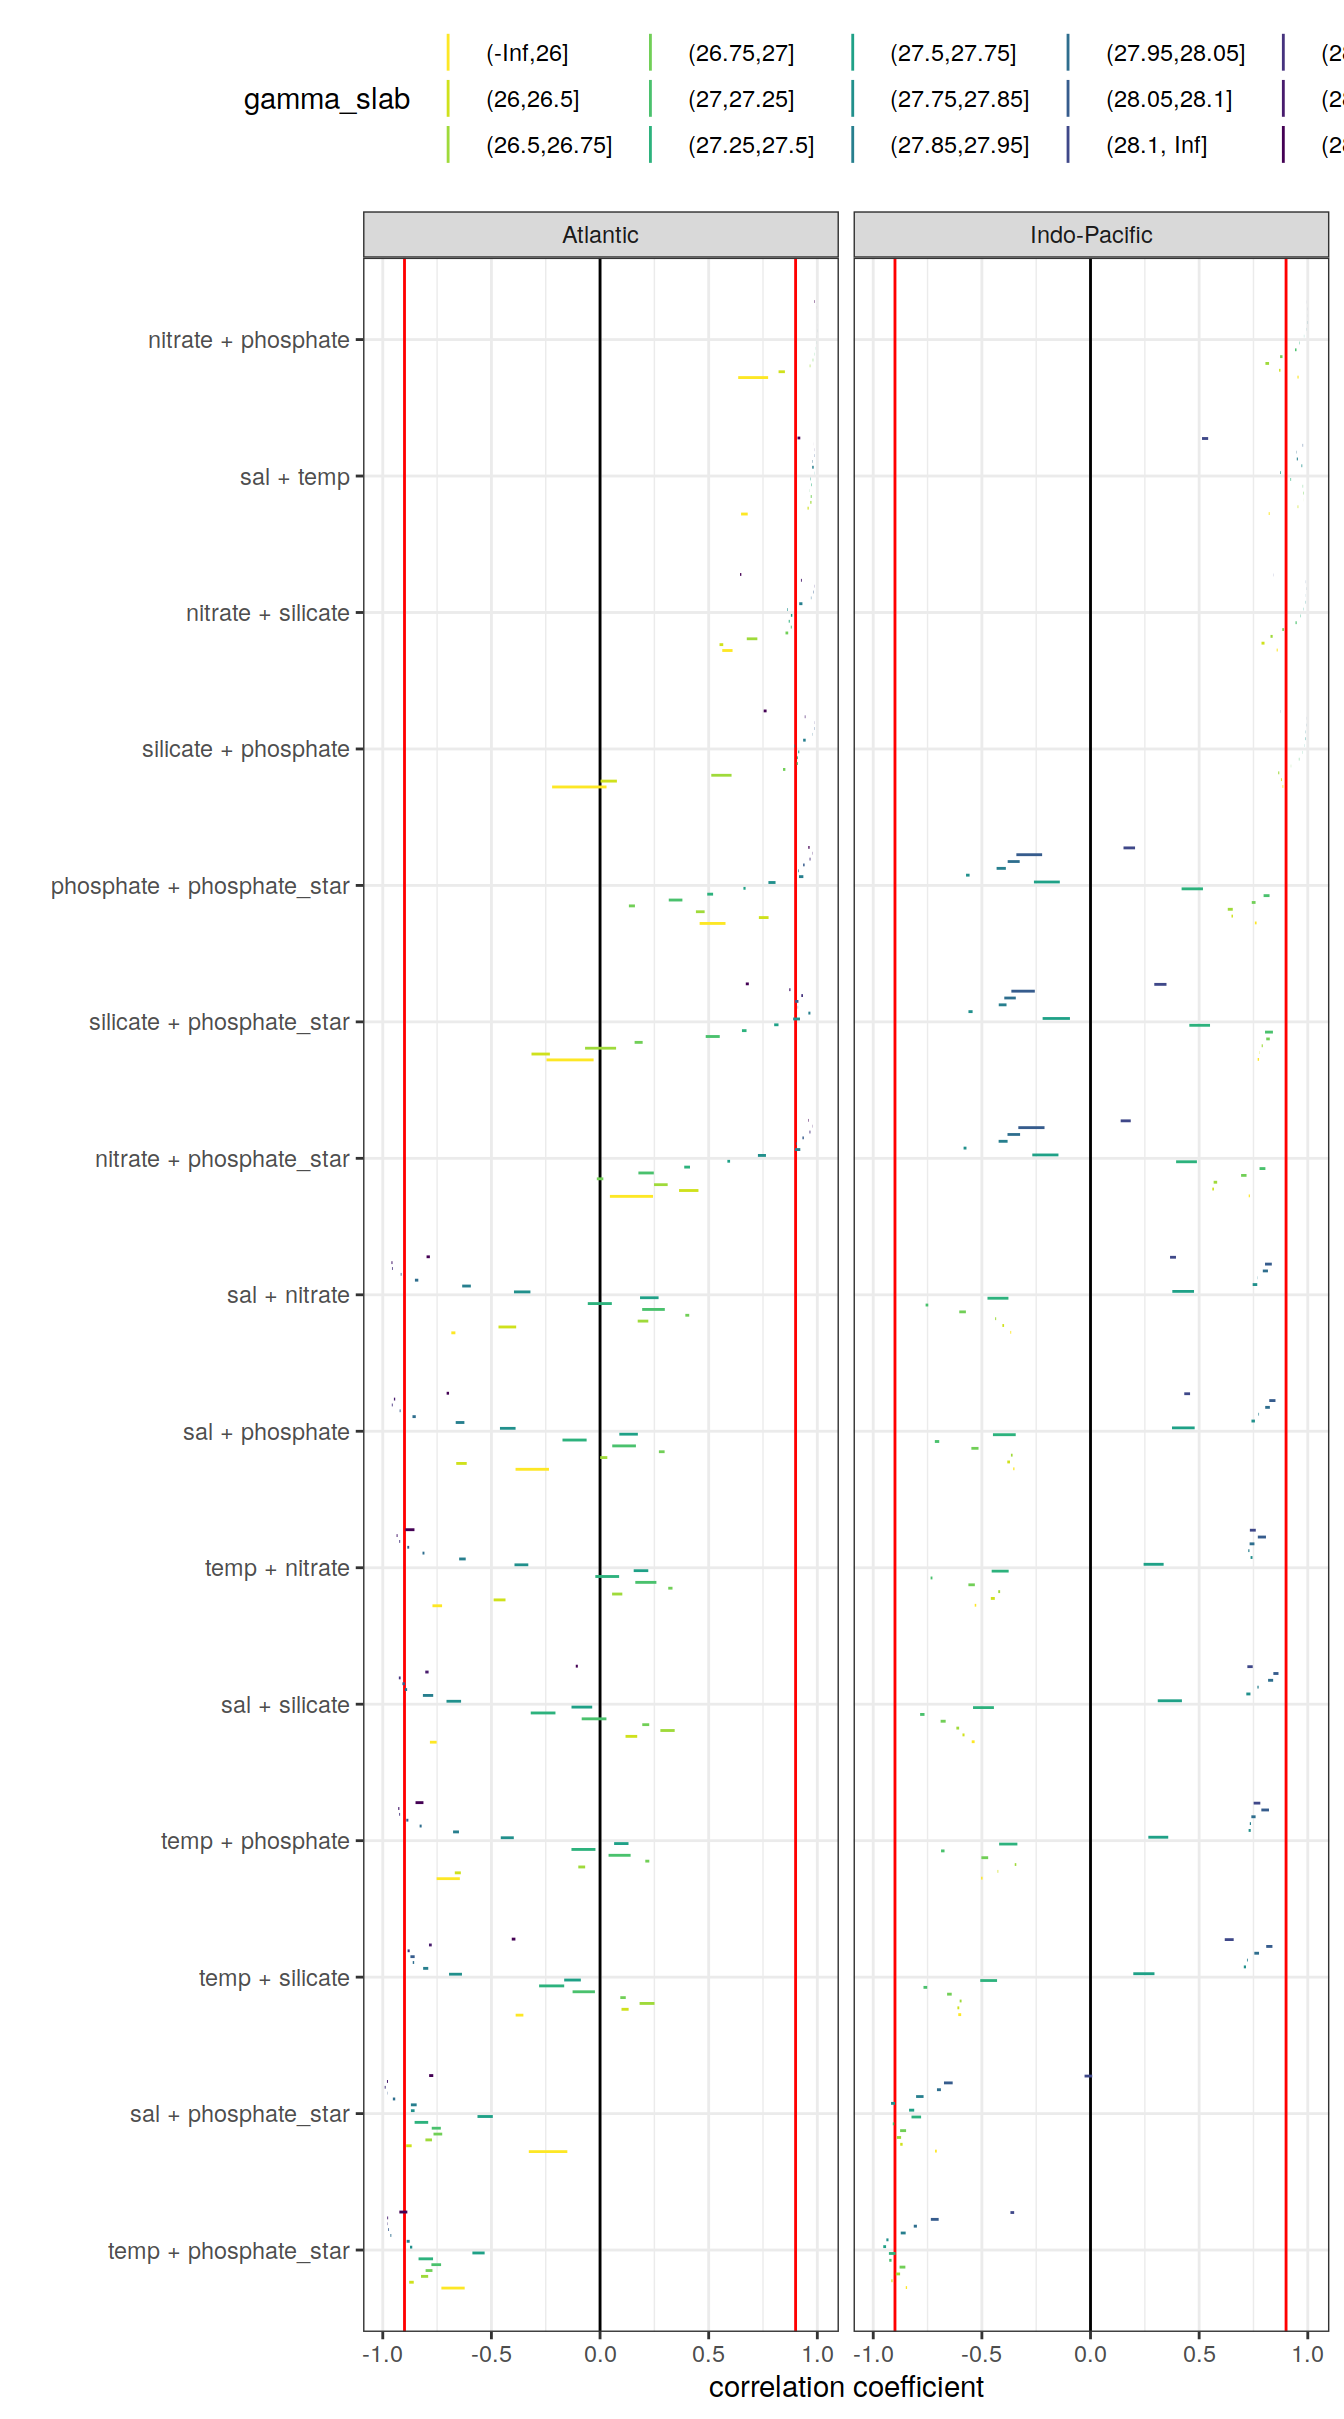 (-Inf,26] (26.75,27] (27.5,27.75] (27.95,28.05]
gamma_slab (26,26.5] (27,27.25] (27.75,27.85] (28.05,28.1]
(26.5,26.75] (27.25,27.5] (27.85,27.95] (28.1, Inf]
Atlantic Indo-Pacific
nitrate + phosphate
sal + temp
nitrate + silicate
silicate + phosphate
phosphate + phosphate_star
silicate + phosphate_star
nitrate + phosphate_star
sal + nitrate
sal + phosphate
temp + nitrate
sal + silicate
temp + phosphate
temp + silicate
sal + phosphate_star
temp + phosphate_star
-1.0 -0.5 0.0 0.5 1.0 -1.0 -0.5 0.0 0.5 1.0
correlation coefficient